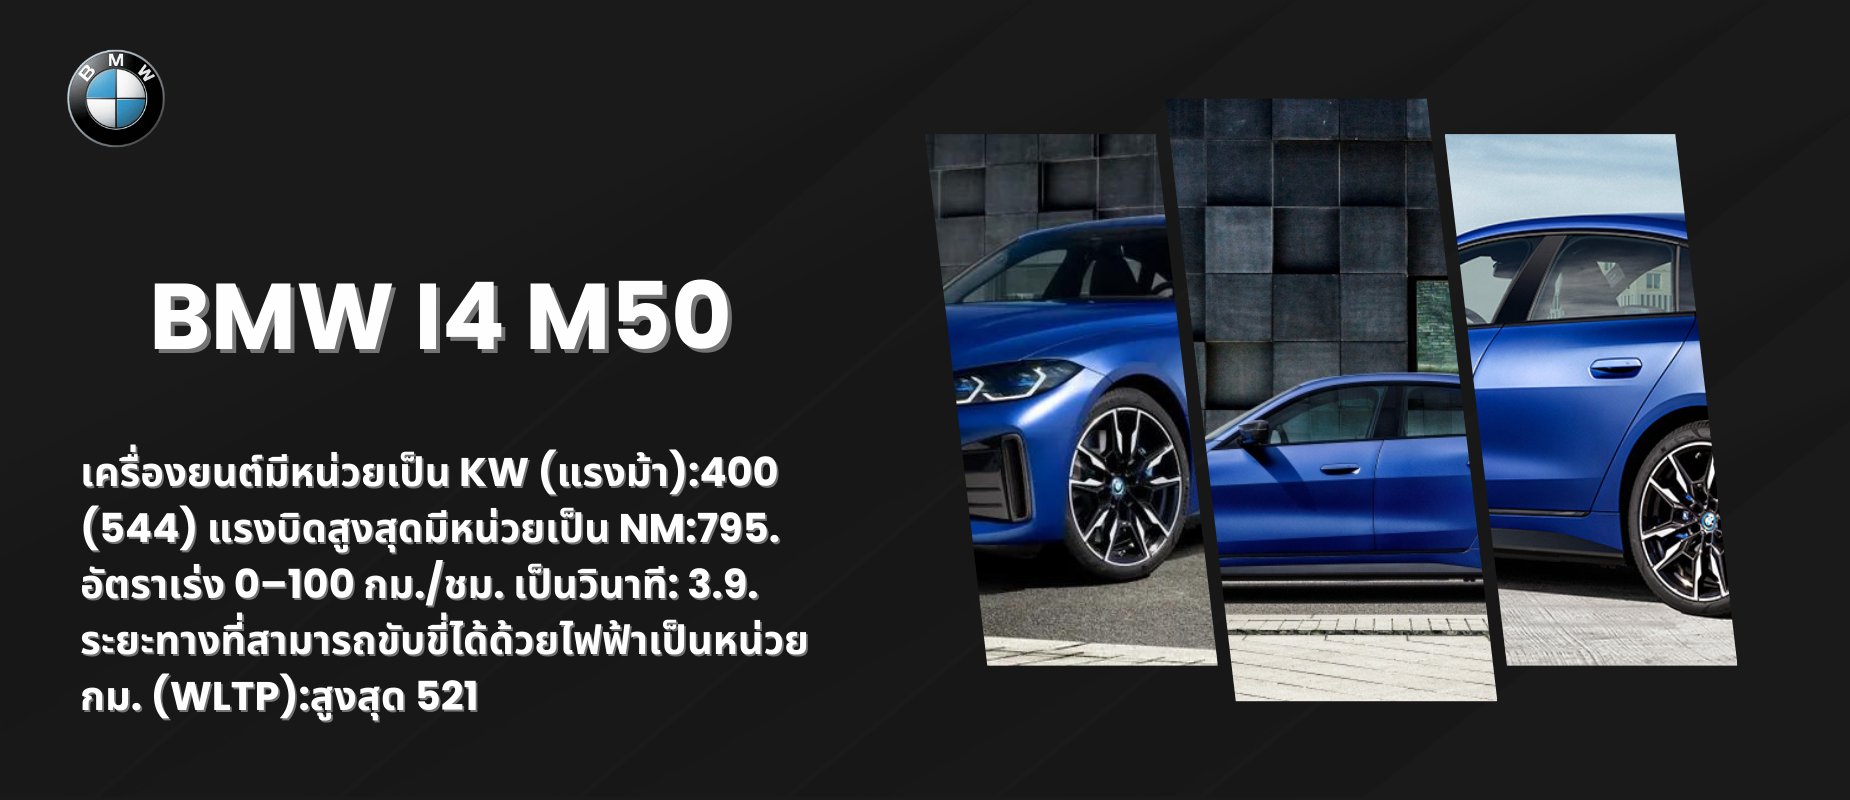 BMW
BMW I4 M50
เครื่องยนต์มีหน่วยเป็น KW (แรงม้า):400
(544) แรงบิดสูงสุดมีหน่วยเป็น NM:795.
อัตราเร่ง 0–100 กม./ชม. เป็นวินาที: 3.9.
ระยะทางที่สามารถขับขี่ได้ด้วยไฟฟ้าเป็นหน่วย
กม. (WLTP):สูงสุด 521